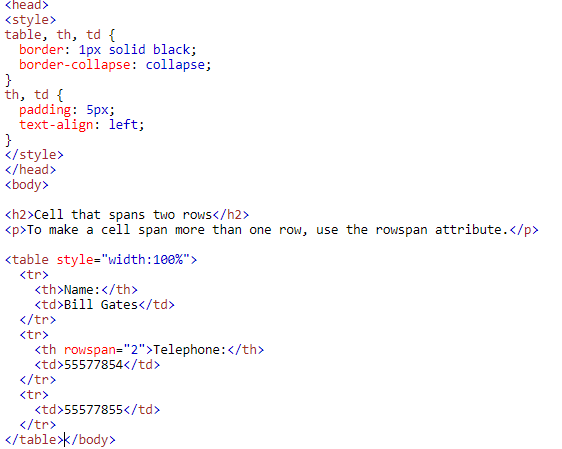 <head>
<style>
table, th, td {
  border: 1px solid black;
  border-collapse: collapse;
}
th, td {
  padding: 5px;
  text-align: left;
}
</style>
</head>
<body>

<h2>Cell that spans two rows</h2>
<p>To make a cell span more than one row, use the rowspan attribute.</p>

<table style="width:100%">
  <tr>
    <th>Name:</th>
    <td>Bill Gates</td>
  </tr>
  <tr>
    <th rowspan="2">Telephone:</th>
    <td>55577854</td>
  </tr>
  <tr>
    <td>55577855</td>
  </tr>
</table></body>